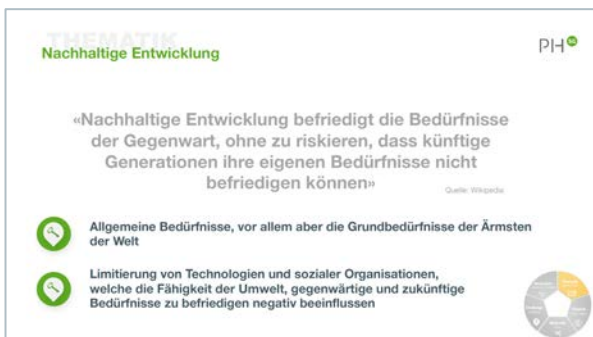 THEMATIK
Nachhaltige Entwicklung
PH SG
«Nachhaltige Entwicklung befriedigt die Bedürfnisse
der Gegenwart, ohne zu riskieren, dass künftige
Generationen ihre eigenen Bedürfnisse nicht
befriedigen können»
Quelle: Wikipedia
Allgemeine Bedürfnisse, vor allem aber die Grundbedürfnisse der Ärmsten
der Welt
Limitierung von Technologien und sozialer Organisationen,
welche die Fähigkeit der Umwelt, gegenwärtige und zukünftige
Bedürfnisse zu befriedigen negativ beeinflussen